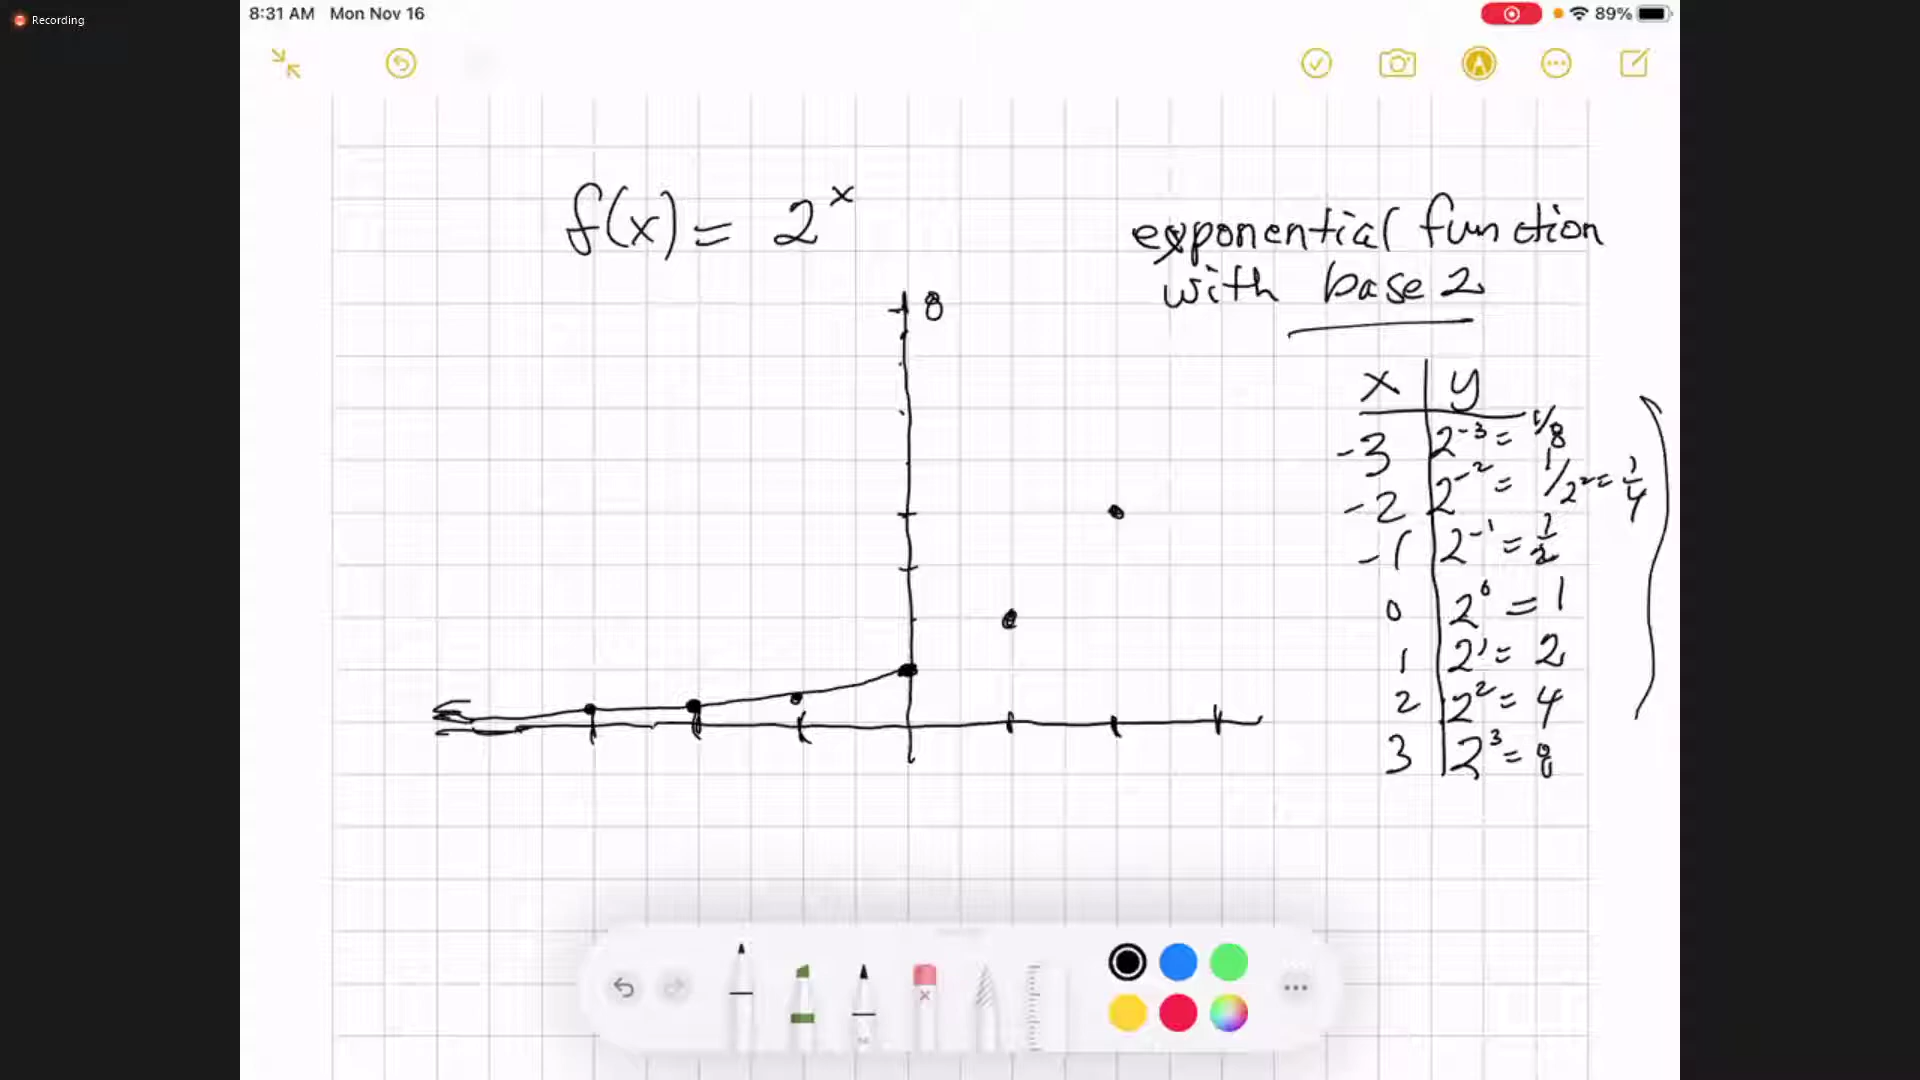 Recording
8:31 AM Mon Nov 16
89%
f(x) = 2^x
exponential function
with base 2
8
x | y
-3 | 2^-3 = 1/8
-2 | 2^-2 = 1/2^2 = 1/4
-1 | 2^-1 = 1/2
0 | 2^0 = 1
1 | 2^1 = 2
2 | 2^2 = 4
3 | 2^3 = 8